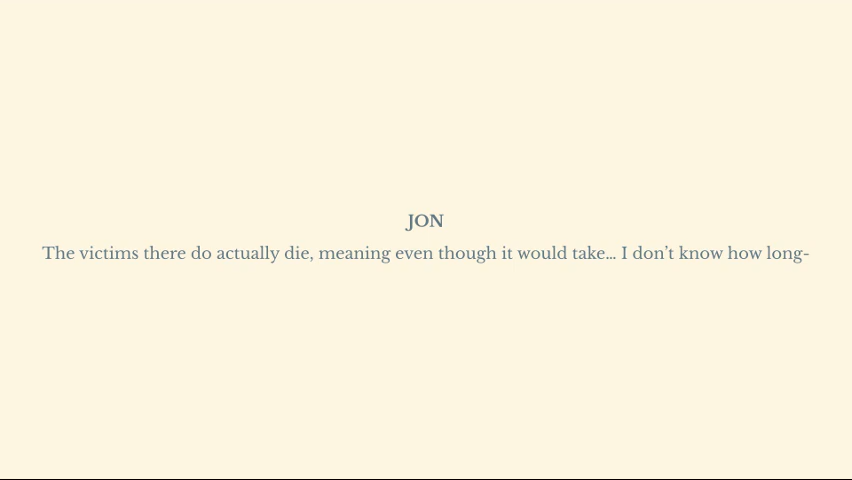 JON
The victims there do actually die, meaning even though it would take… I don’t know how long-